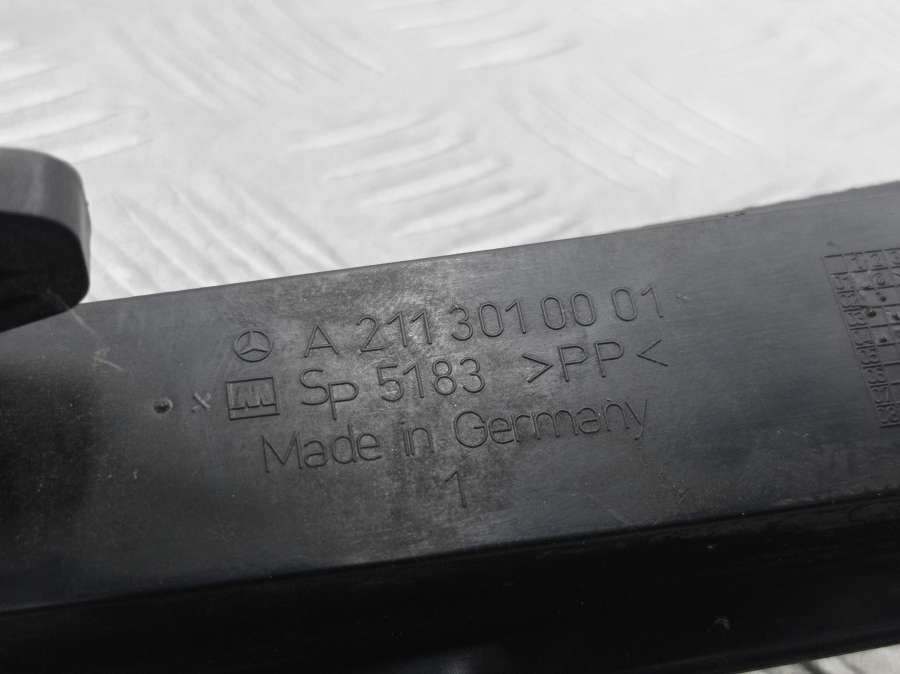 A 211 301 00 01
SP 5183 >PP<
Made in Germany
1